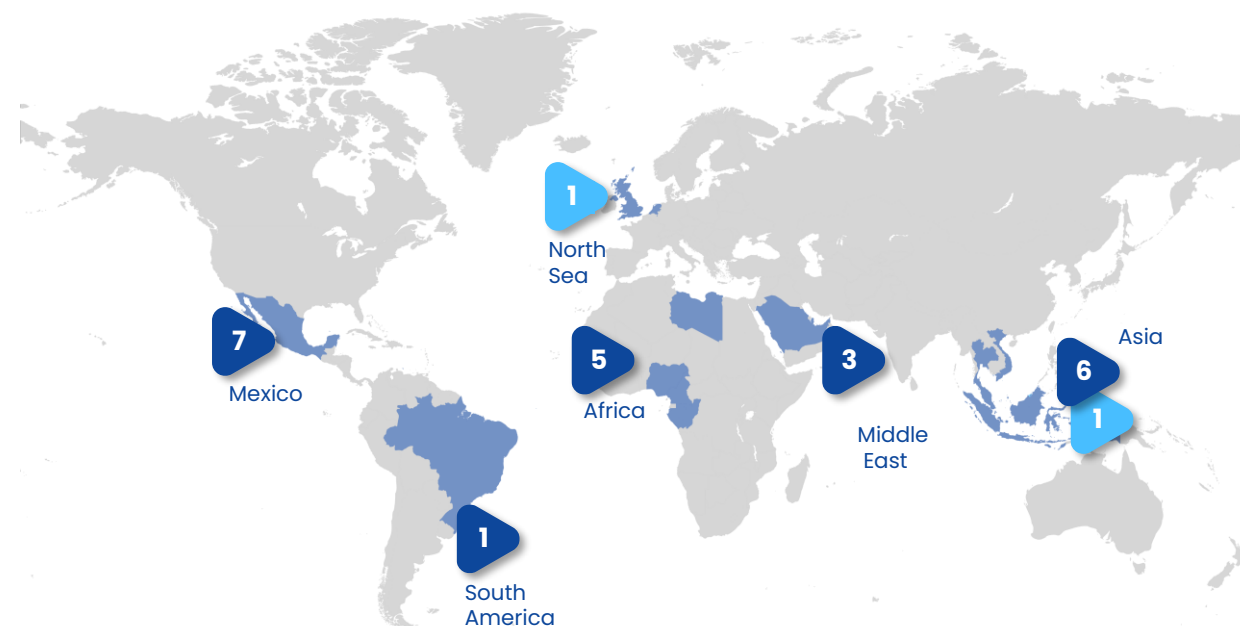 1
North
Sea
7
Mexico
5
Africa
3
Middle
East
Asia
6
1
1
South
America